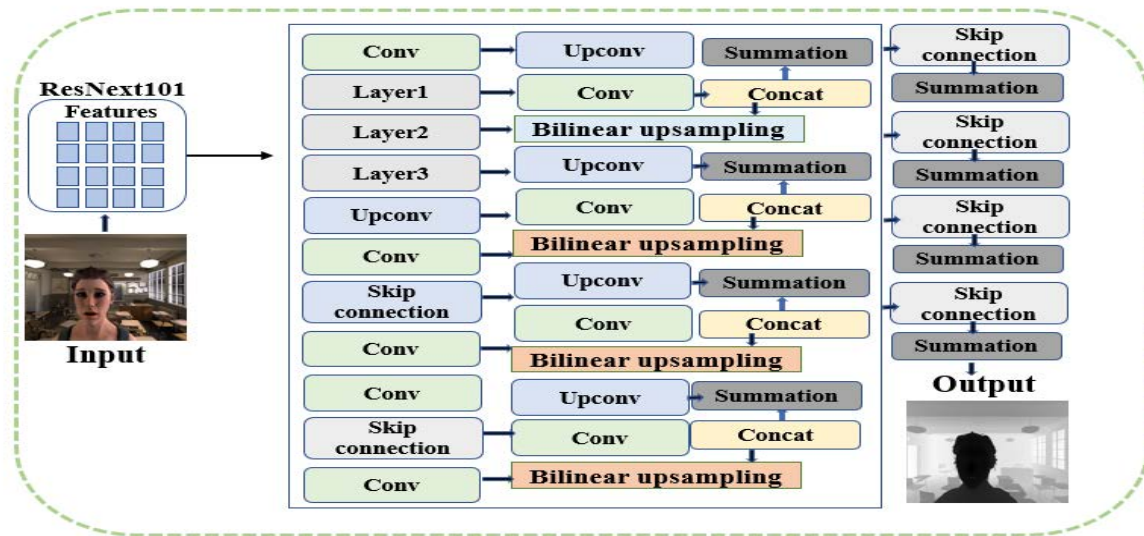 ResNext101
Features
Input
Conv
Layer1
Layer2
Layer3
Upconv
Conv
Skip
connection
Conv
Conv
Skip
connection
Conv
Upconv
Summation
Conv
Concat
Bilinear upsampling
Upconv
Summation
Conv
Concat
Bilinear upsampling
Upconv
Summation
Conv
Concat
Bilinear upsampling
Upconv
Summation
Conv
Concat
Bilinear upsampling
Skip
connection
Summation
Skip
connection
Summation
Skip
connection
Summation
Skip
connection
Summation
Output